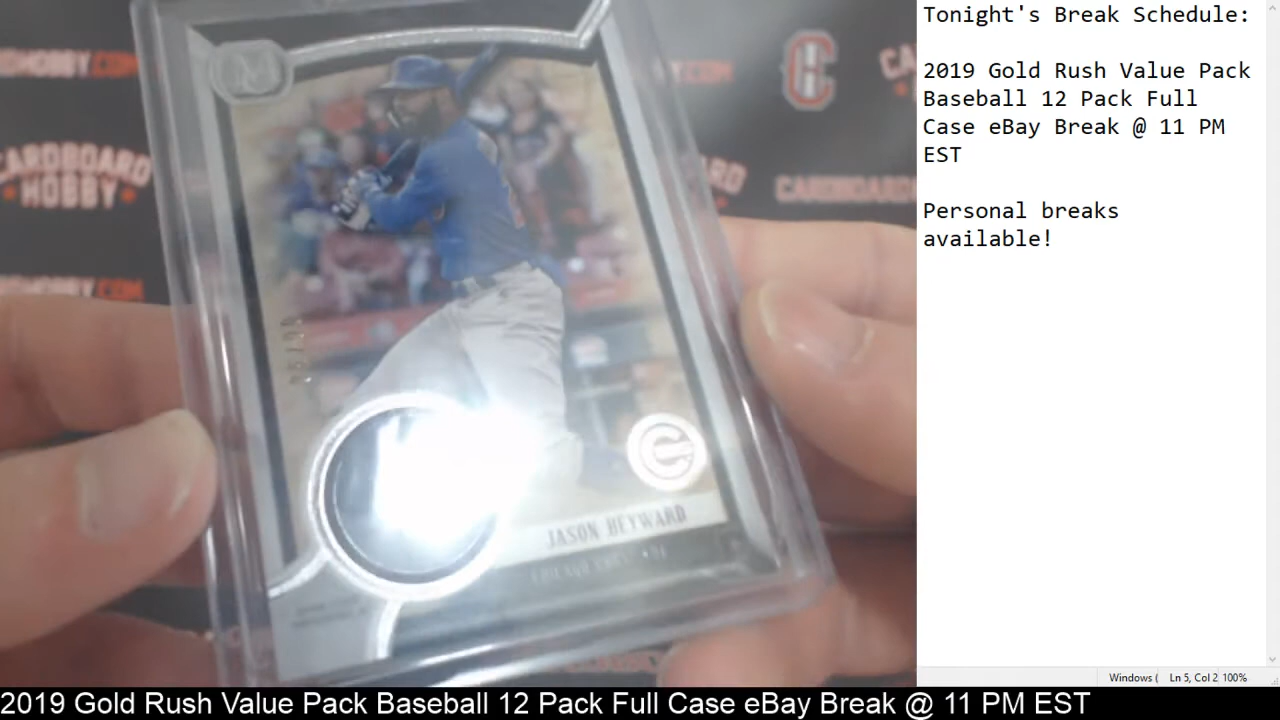 Tonight's Break Schedule:
2019 Gold Rush Value Pack
Baseball 12 Pack Full
Case eBay Break @ 11 PM
EST
Personal breaks
available!
CARDBOARD
HOBBY
JASON HEYWARD
Windows (
Ln 5, Col 2
100%
2019 Gold Rush Value Pack Baseball 12 Pack Full Case eBay Break @ 11 PM EST